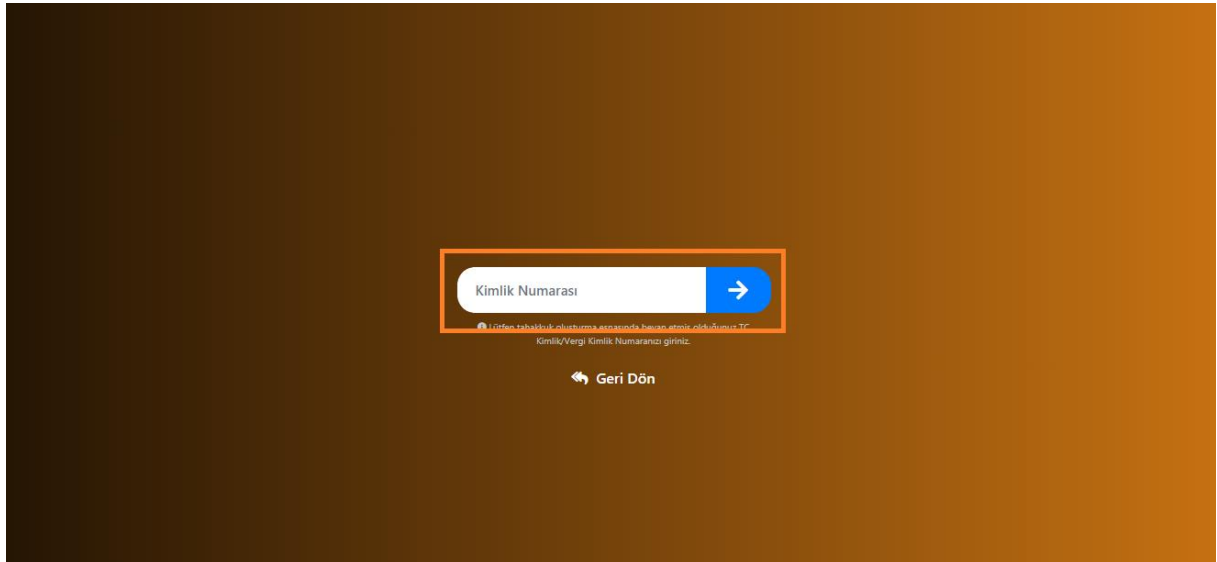 Kimlik Numarası
Lütfen tahakkuk oluşturma esnasında beyan etmiş olduğunuz TC
Kimlik/Vergi Kimlik Numaranızı giriniz.
Geri Dön